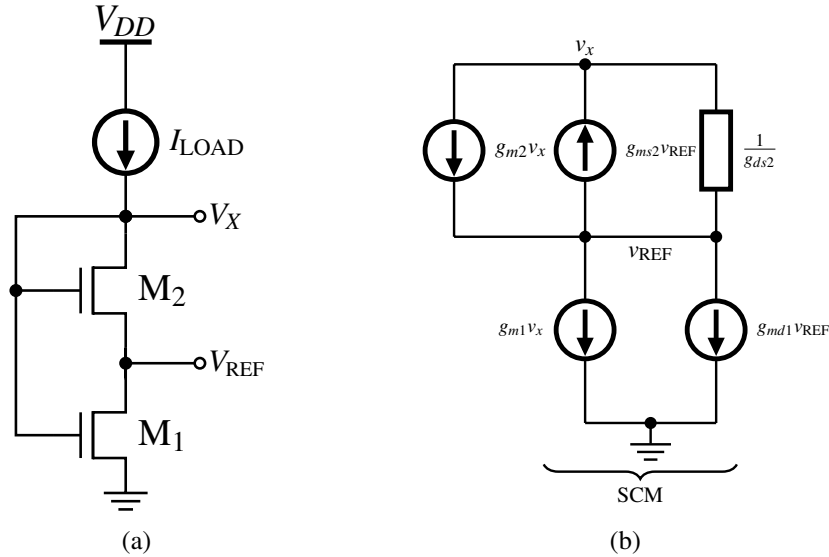 V_DD
I_LOAD
V_X
M_2
V_REF
M_1
(a)
v_x
g_m2 v_x
g_ms2 v_REF
1/g_ds2
v_REF
g_m1 v_x
g_md1 v_REF
SCM
(b)